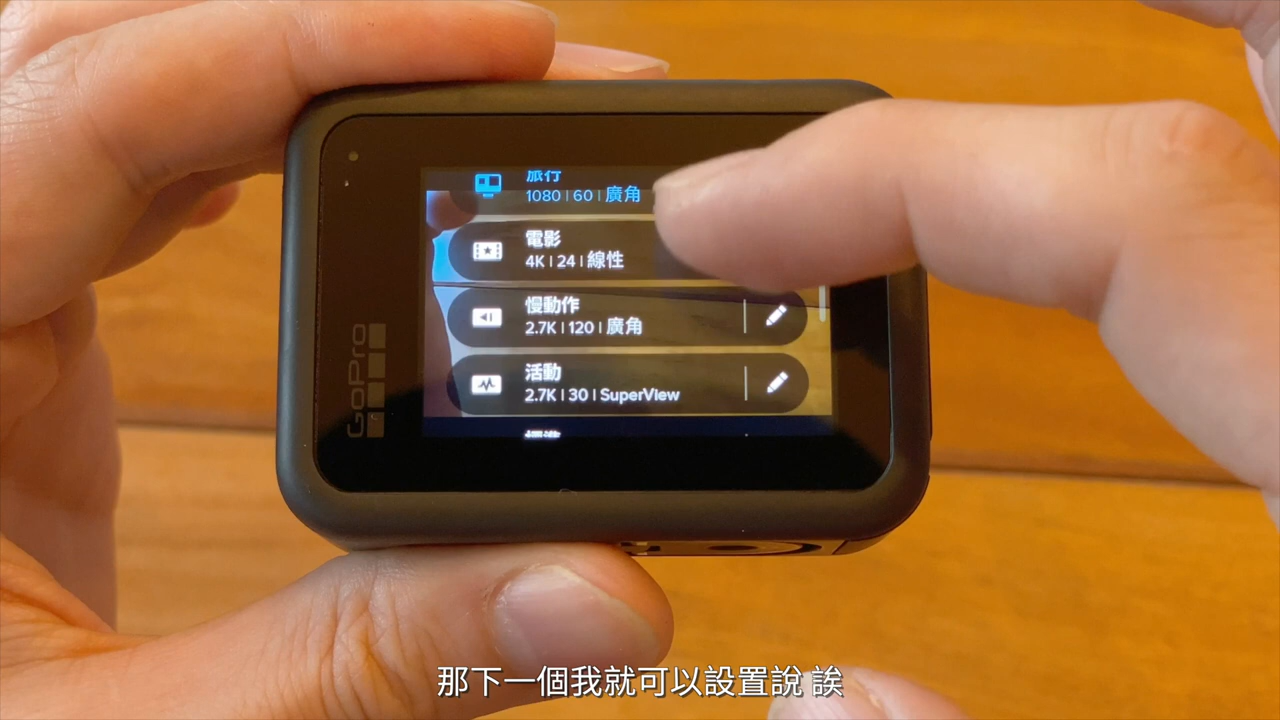 旅行
1080 | 60 | 廣角
電影
4K | 24 | 線性
慢動作
2.7K | 120 | 廣角
活動
2.7K | 30 | SuperView
GoPro
那下一個我就可以設置說 誒